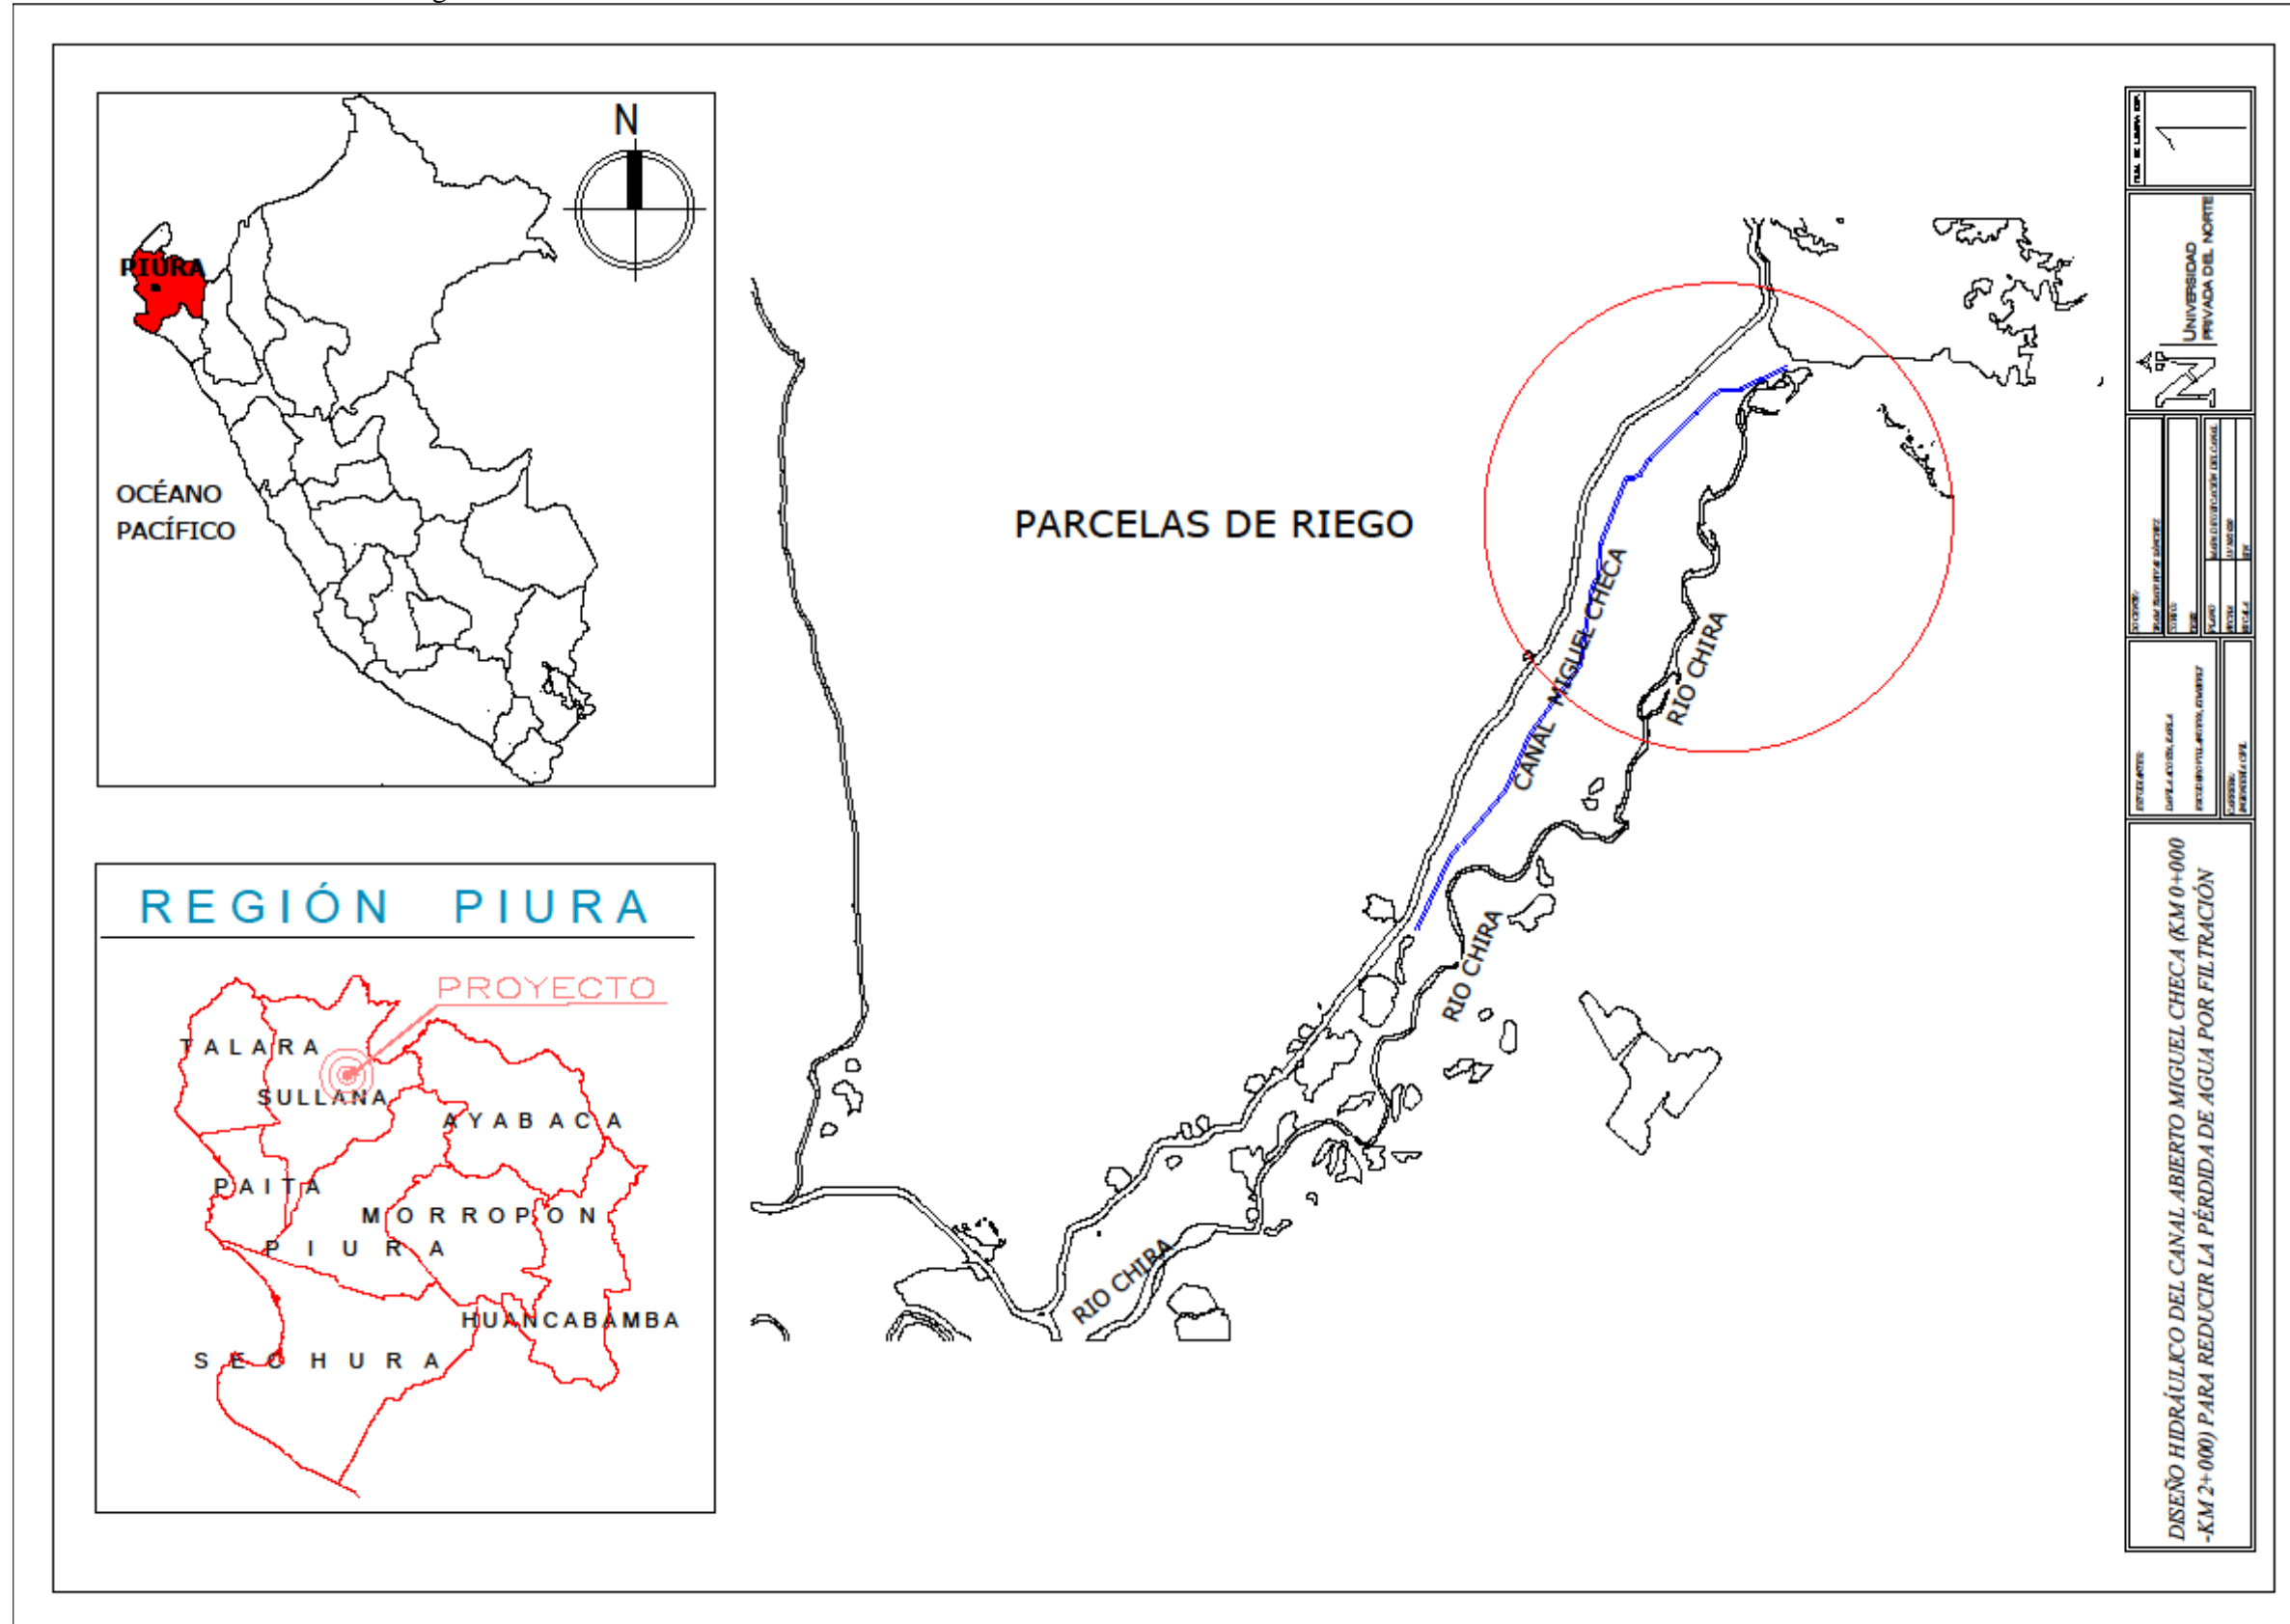 N
PIURA
OCÉANO
PACÍFICO
REGIÓN PIURA
PROYECTO
TALARA
SULLANA
AYABACA
PAITA
MORROPON
PIURA
HUANCABAMBA
SECHURA
PARCELAS DE RIEGO
CANAL MIGUEL CHECA
RIO CHIRA
RIO CHIRA
RIO CHIRA
1
UNIVERSIDAD
PRIVADA DEL NORTE
N
DISEÑO HIDRÁULICO DEL CANAL ABIERTO MIGUEL CHECA (KM 0+000
-KM 2+000) PARA REDUCIR LA PÉRDIDA DE AGUA POR FILTRACIÓN